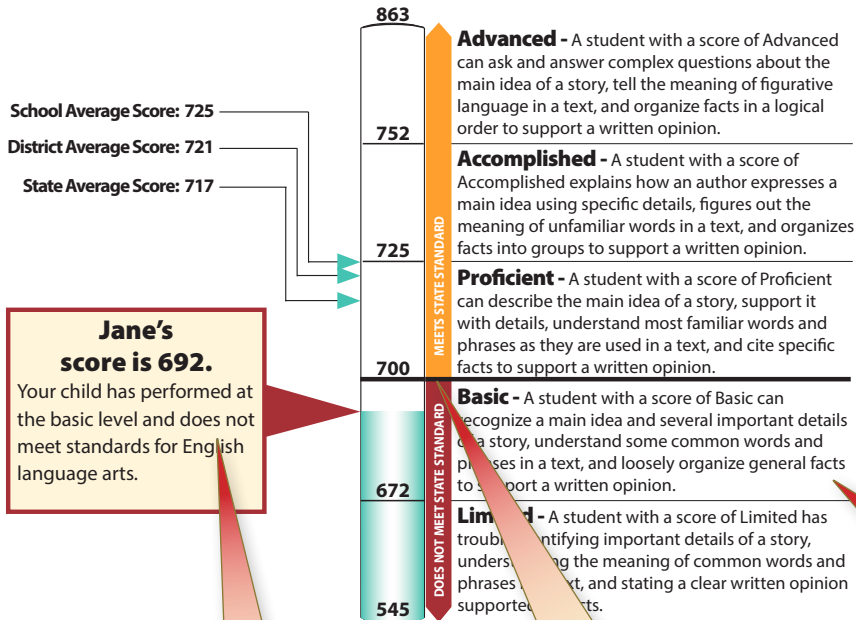 863
Advanced - A student with a score of Advanced
can ask and answer complex questions about the
main idea of a story, tell the meaning of figurative
language in a text, and organize facts in a logical
order to support a written opinion.
School Average Score: 725
District Average Score: 721
State Average Score: 717
752
Accomplished - A student with a score of
Accomplished explains how an author expresses a
main idea using specific details, figures out the
meaning of unfamiliar words in a text, and organizes
facts into groups to support a written opinion.
725
MEETS STATE STANDARD
Proficient - A student with a score of Proficient
can describe the main idea of a story, support it
with details, understand most familiar words and
phrases as they are used in a text, and cite specific
facts to support a written opinion.
Jane's
score is 692.
Your child has performed at
the basic level and does not
meet standards for English
language arts.
700
DOES NOT MEET STATE STANDARD
Basic - A student with a score of Basic can
recognize a main idea and several important details
a story, understand some common words and
phrases in a text, and loosely organize general facts
to support a written opinion.
672
Limited - A student with a score of Limited has
identifying important details of a story,
the meaning of common words and
phrases text, and stating a clear written opinion
supported
545